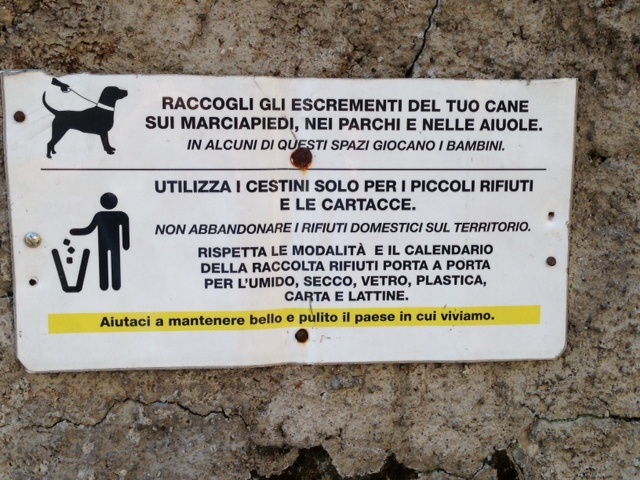 RACCOGLI GLI ESCREMENTI DEL TUO CANE
SUI MARCIAPIEDI, NEI PARCHI E NELLE AIUOLE.
IN ALCUNI DI QUESTI SPAZI GIOCANO I BAMBINI.
UTILIZZA I CESTINI SOLO PER I PICCOLI RIFIUTI
E LE CARTACCE.
NON ABBANDONARE I RIFIUTI DOMESTICI SUL TERRITORIO.
RISPETTA LE MODALITÀ E IL CALENDARIO
DELLA RACCOLTA RIFIUTI PORTA A PORTA
PER L'UMIDO, SECCO, VETRO, PLASTICA,
CARTA E LATTINE.
Aiutaci a mantenere bello e pulito il paese in cui viviamo.